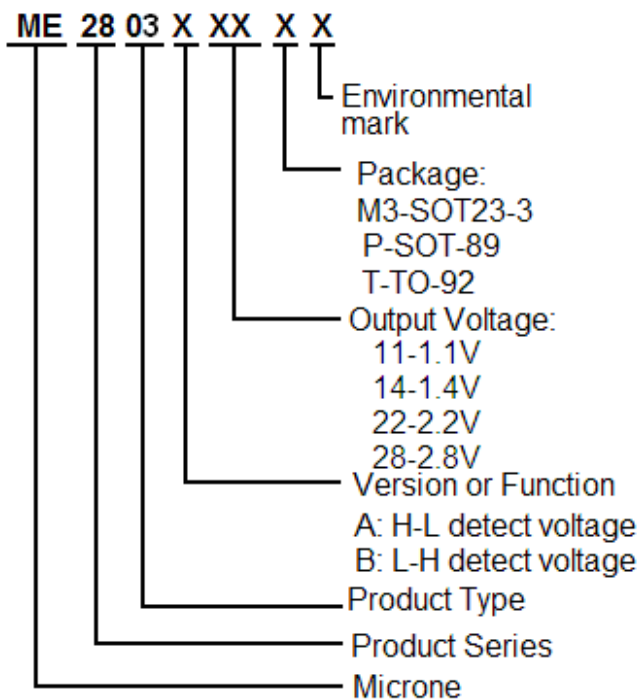 ME 28 03 X XX X X
Environmental
mark
Package:
M3-SOT23-3
P-SOT-89
T-TO-92
Output Voltage:
11-1.1V
14-1.4V
22-2.2V
28-2.8V
Version or Function
A: H-L detect voltage
B: L-H detect voltage
Product Type
Product Series
Microne